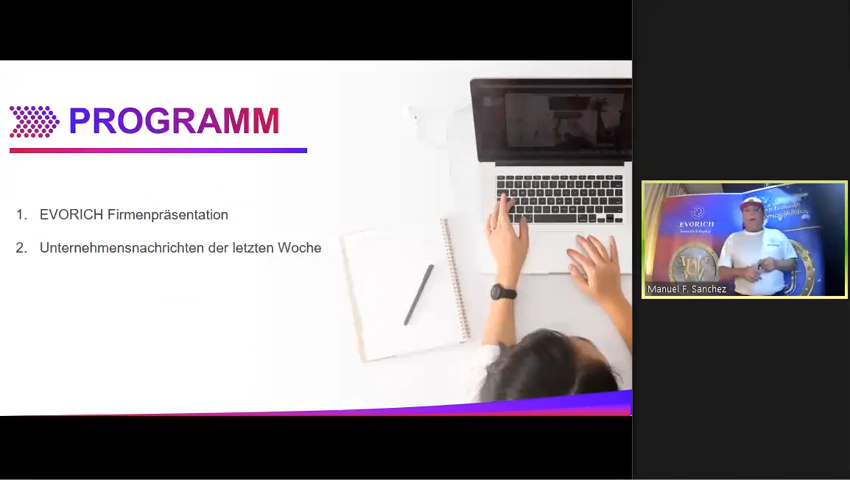 PROGRAMM
1. EVORICH Firmenpräsentation
2. Unternehmensnachrichten der letzten Woche
EVORICH
Manuel F. Sanchez